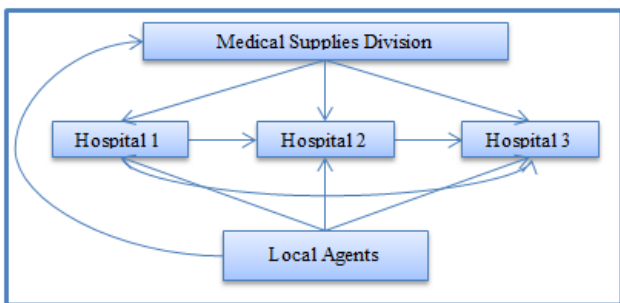 Medical Supplies Division
Hospital 1
Hospital 2
Hospital 3
Local Agents